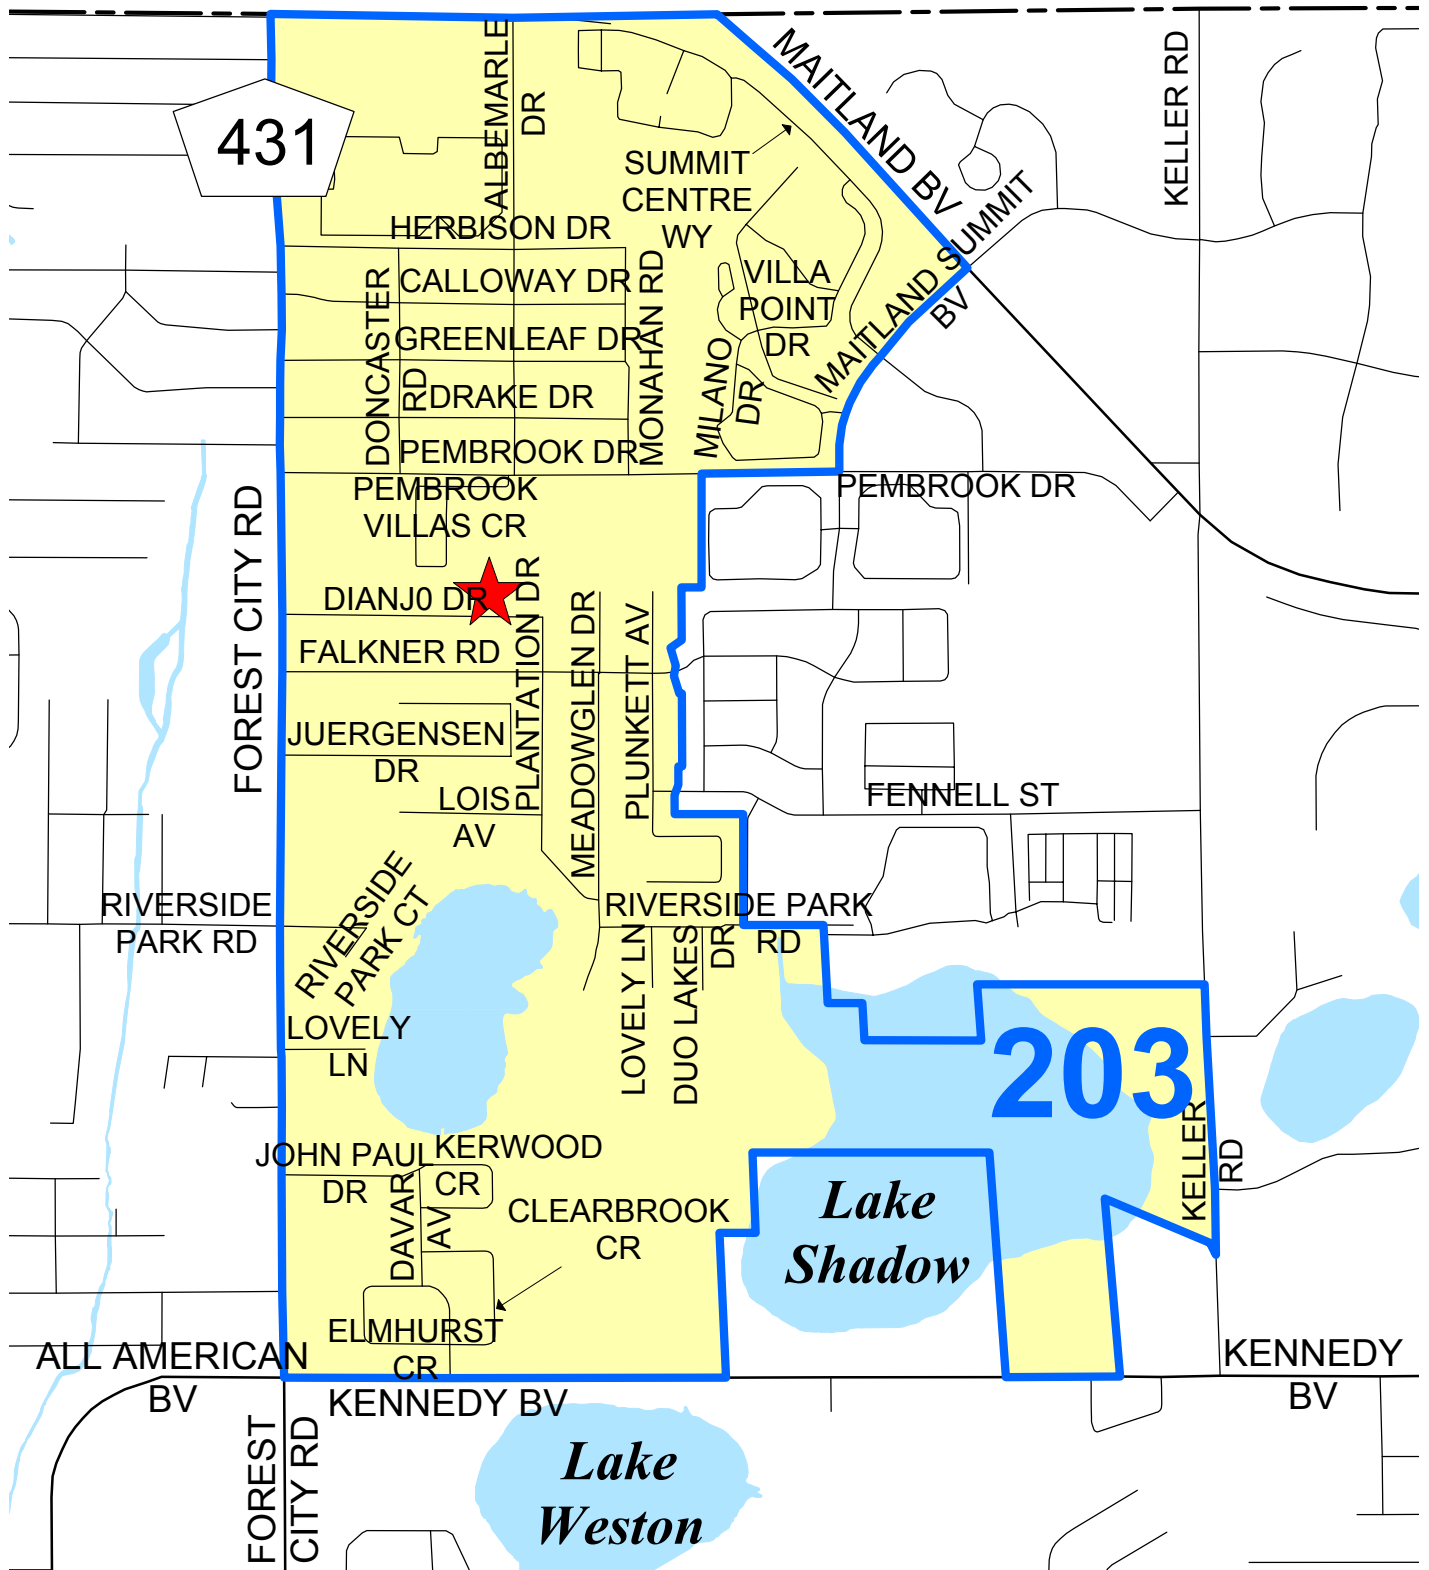 MAITLAND BV
KELLER RD
431
ALBEMARLE
DR
SUMMIT
CENTRE
WY
HERBISON DR
MAITLAND SUMMIT
BV
CALLOWAY DR
DONCASTER
RD
MONAHAN RD
VILLA
POINT
DR
GREENLEAF DR
MILANO
DR
DRAKE DR
PEMBROOK DR
PEMBROOK
VILLAS CR
PEMBROOK DR
FOREST CITY RD
DIANJ0 DR
PLANTATION DR
MEADOWGLEN DR
PLUNKETT AV
FALKNER RD
JUERGENSEN
DR
LOIS
AV
FENNELL ST
RIVERSIDE
PARK RD
RIVERSIDE
PARK CT
RIVERSIDE PARK
RD
LOVELY LN
DUO LAKES
DR
LOVELY
LN
203
KELLER
RD
JOHN PAUL
DR
KERWOOD
CR
DAVAR
AV
CLEARBROOK
CR
Lake
Shadow
ELMHURST
CR
ALL AMERICAN
BV
KENNEDY BV
KENNEDY
BV
FOREST
CITY RD
Lake
Weston